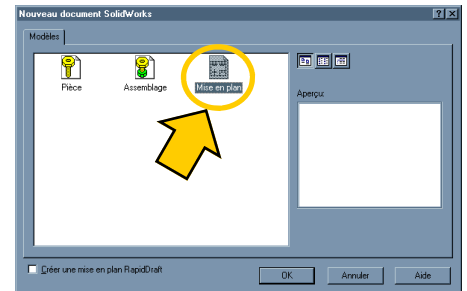 Nouveau document SolidWorks
Modèles
Pièce Assemblage Mise en plan
Aperçu:
Créer une mise en plan RapidDraft
OK Annuler Aide